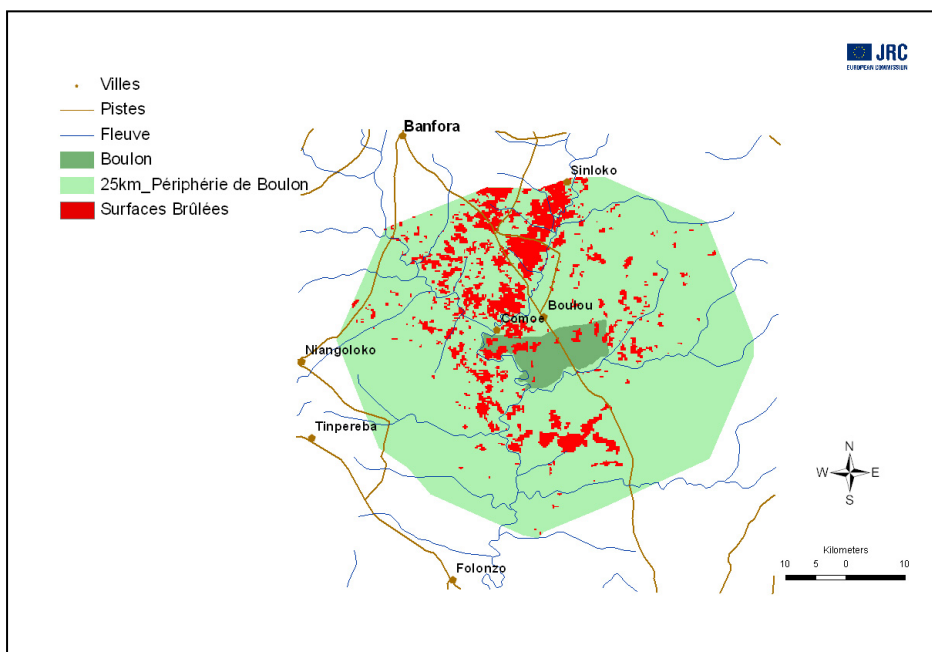 JRC
EUROPEAN COMMISSION
Villes
Pistes
Fleuve
Boulon
25km_Périphérie de Boulon
Surfaces Brûlées
Banfora
Sinloko
Boulou
Comoe
Niangoloko
Tinpereba
Folonzo
N
W E
S
Kilometers
10 5 0 10